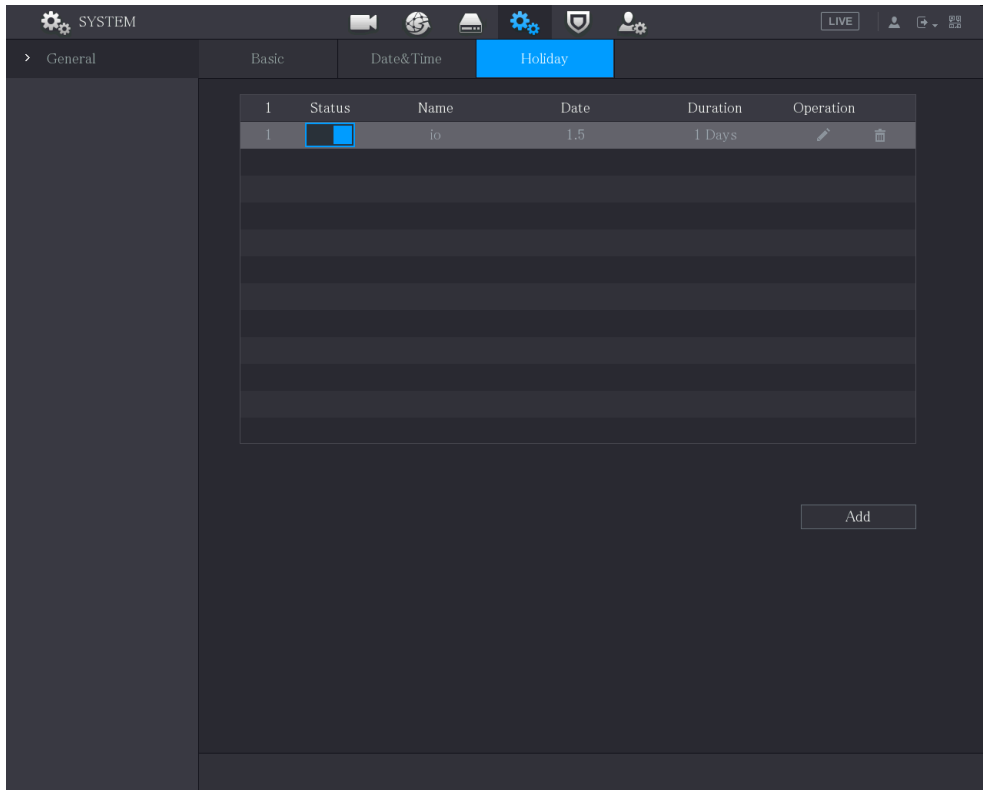 SYSTEM LIVE
General Basic Date&Time Holiday
1 Status Name Date Duration Operation
1 io 1.5 1 Days
Add